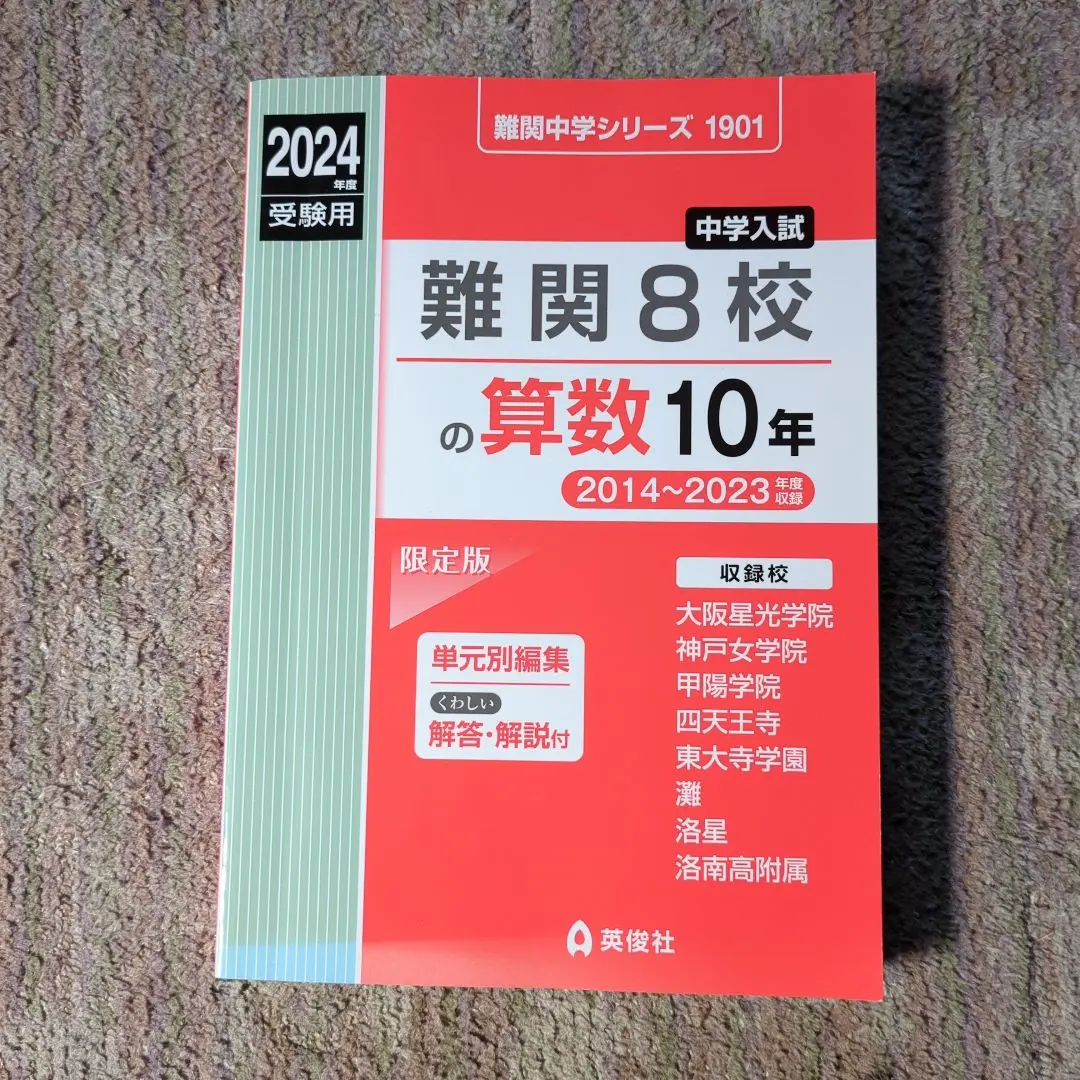 難関中学シリーズ 1901
2024
年度
受験用
中学入試
難関8校
の算数10年
2014～2023年度収録
限定版
単元別編集
くわしい
解答・解説付
収録校
大阪星光学院
神戸女学院
甲陽学院
四天王寺
東大寺学園
灘
洛星
洛南高附属
英俊社